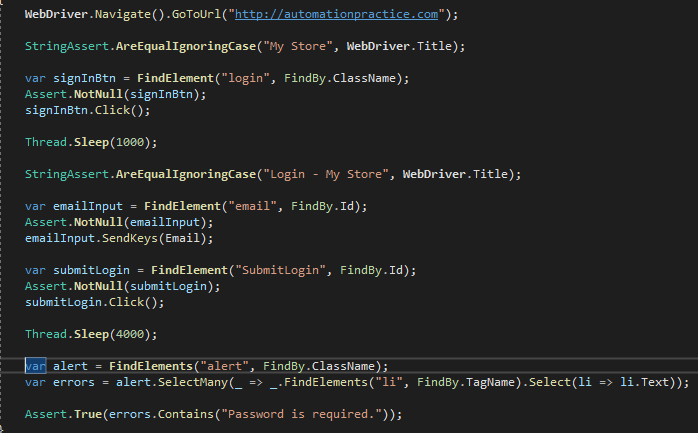 WebDriver.Navigate().GoToUrl("http://automationpractice.com");
StringAssert.AreEqualIgnoringCase("My Store", WebDriver.Title);
var signInBtn = FindElement("login", FindBy.ClassName);
Assert.NotNull(signInBtn);
signInBtn.Click();
Thread.Sleep(1000);
StringAssert.AreEqualIgnoringCase("Login - My Store", WebDriver.Title);
var emailInput = FindElement("email", FindBy.Id);
Assert.NotNull(emailInput);
emailInput.SendKeys(Email);
var submitLogin = FindElement("SubmitLogin", FindBy.Id);
Assert.NotNull(submitLogin);
submitLogin.Click();
Thread.Sleep(4000);
var alert = FindElements("alert", FindBy.ClassName);
var errors = alert.SelectMany(_ => _.FindElements("li", FindBy.TagName).Select(li => li.Text));
Assert.True(errors.Contains("Password is required."));
}